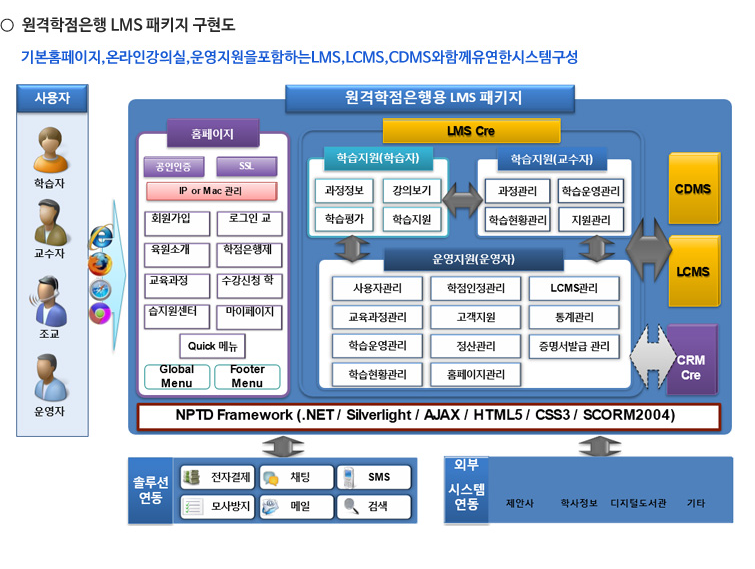 ○ 원격학점은행 LMS 패키지 구현도
기본홈페이지,온라인강의실,운영지원을포함하는LMS,LCMS,CDMS와함께유연한시스템구성
사용자
학습자
교수자
조교
운영자
원격학점은행용 LMS 패키지
홈페이지
공인인증
SSL
IP or Mac 관리
회원가입
로그인 교
육원소개
학점은행제
교육과정
수강신청 학
습지원센터
마이페이지
Quick 메뉴
Global
Menu
Footer
Menu
LMS Cre
학습지원(학습자)
과정정보
강의보기
학습평가
학습지원
학습지원(교수자)
과정관리
학습운영관리
학습현황관리
지원관리
운영지원(운영자)
사용자관리
학점인정관리
LCMS관리
교육과정관리
고객지원
통계관리
학습운영관리
정산관리
증명서발급 관리
학습현황관리
홈페이지관리
CDMS
LCMS
CRM
Cre
NPTD Framework (.NET / Silverlight / AJAX / HTML5 / CSS3 / SCORM2004)
솔루션
연동
전자결제
채팅
SMS
모사방지
메일
검색
외부
시스템
연동
제안사
학사정보
디지털도서관
기타